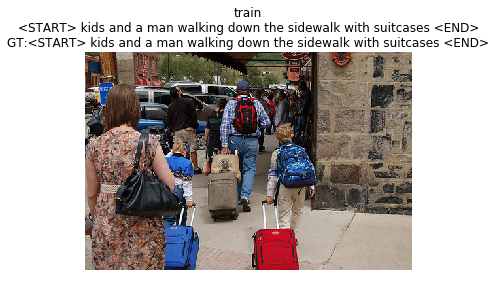 train
<START> kids and a man walking down the sidewalk with suitcases <END>
GT:<START> kids and a man walking down the sidewalk with suitcases <END>